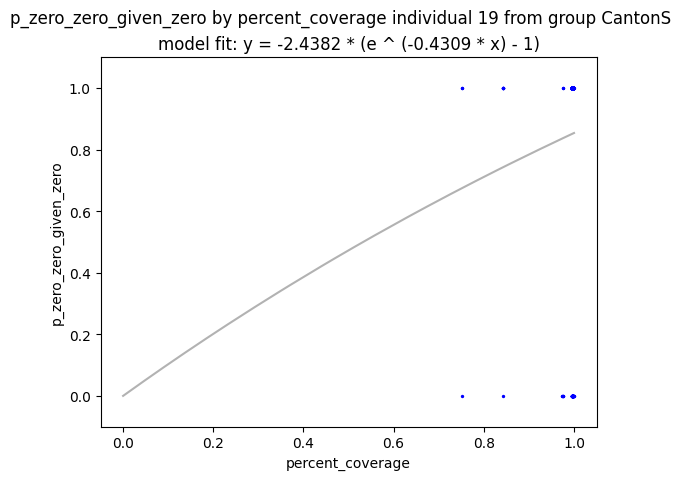 p_zero_zero_given_zero by percent_coverage individual 19 from group CantonS
model fit: y = -2.4382 * (e ^ (-0.4309 * x) - 1)
1.0
0.8
0.6
0.4
0.2
0.0
p_zero_zero_given_zero
0.0 0.2 0.4 0.6 0.8 1.0
percent_coverage